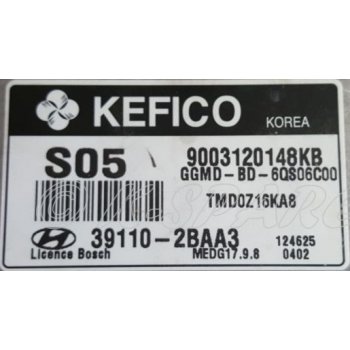 KEFICO KOREA
S05 9003120148KB
GGMD-BD-6QS06C00
TMD0Z16KA8
39110-2BAA3 124625
Licence Bosch MEDG17.9.8 0402